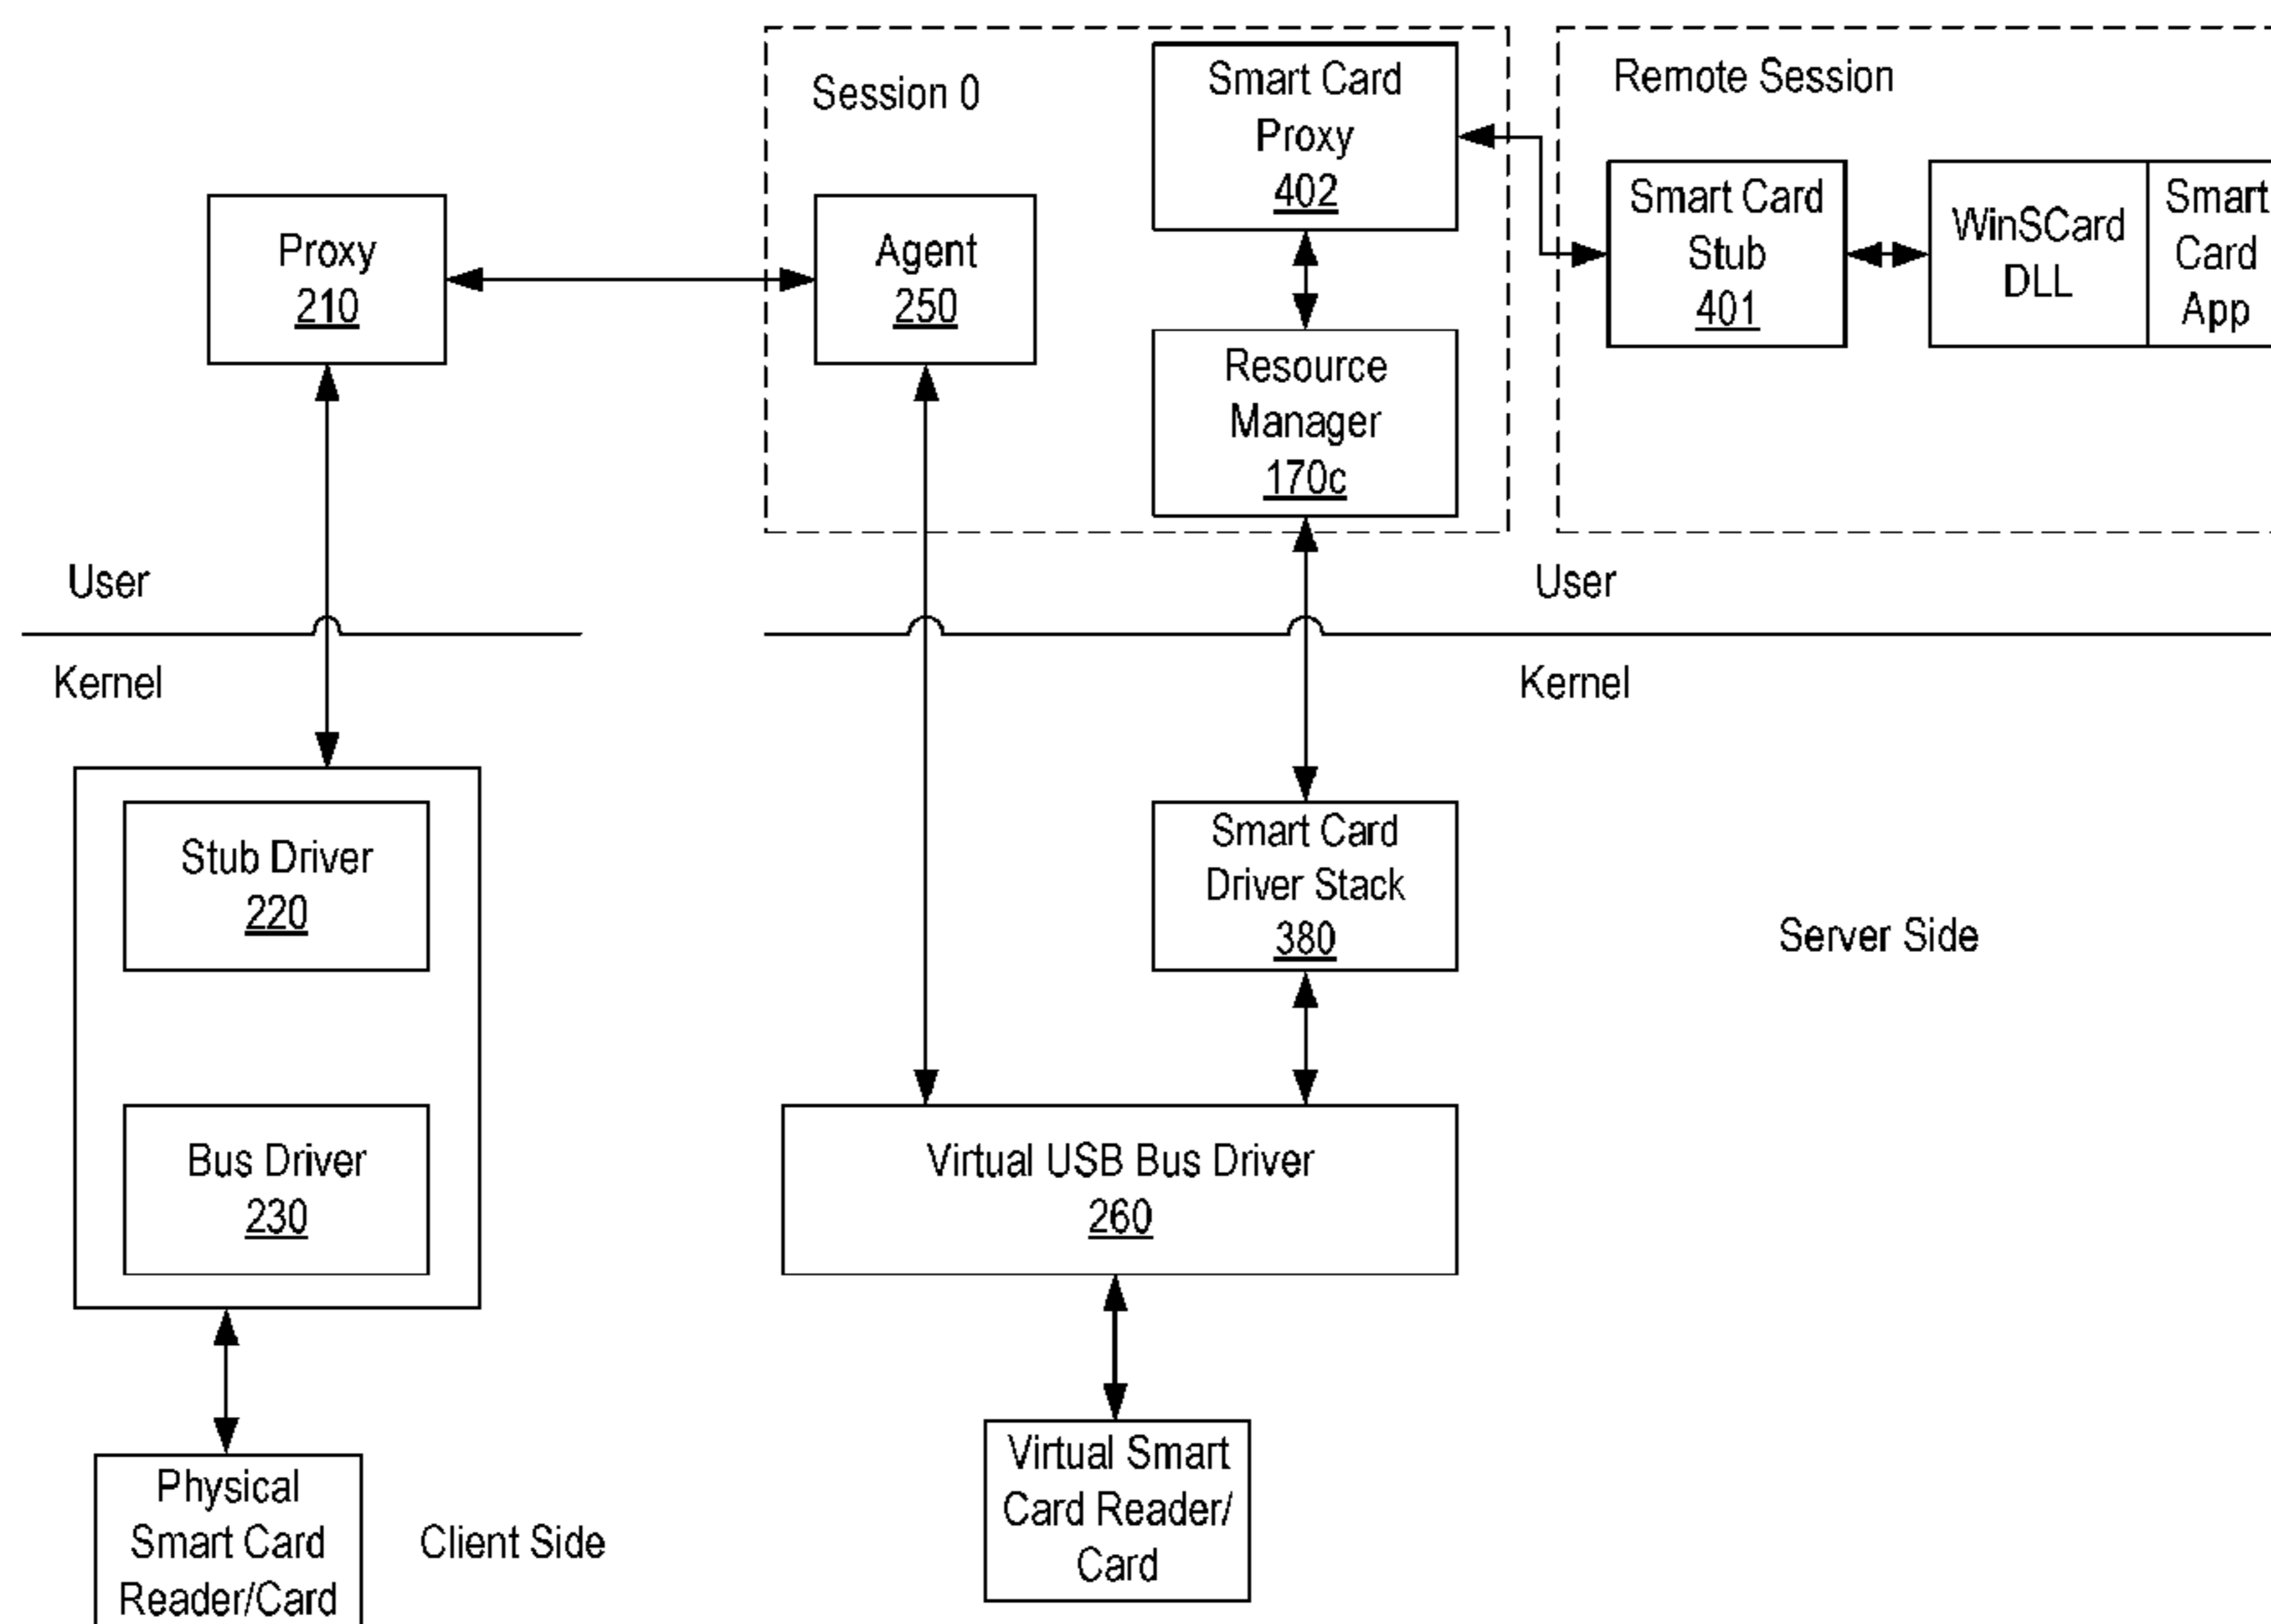 Session 0
Smart Card
Proxy
402
Remote Session
Proxy
210
Agent
250
Smart Card
Stub
401
WinSCard
DLL
Smart
Card
App
Resource
Manager
170c
User
User
Kernel
Kernel
Stub Driver
220
Smart Card
Driver Stack
380
Server Side
Bus Driver
230
Virtual USB Bus Driver
260
Physical
Smart Card
Reader/Card
Client Side
Virtual Smart
Card Reader/
Card